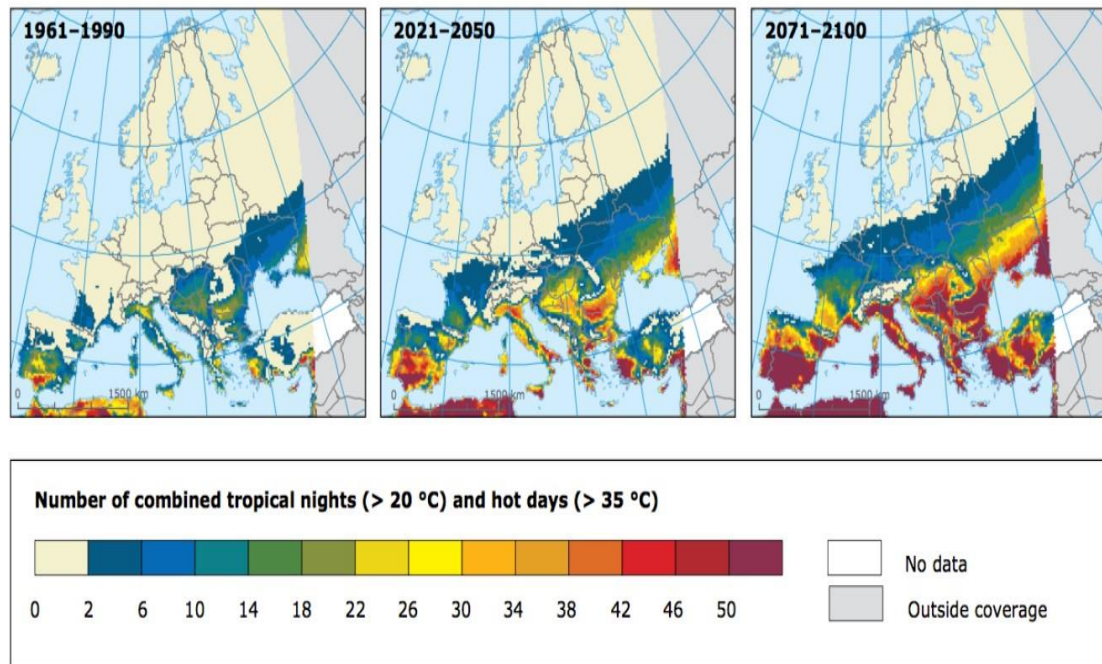 1961–1990
2021–2050
2071–2100
0 1500 km
0 1500 km
0 1500 km
Number of combined tropical nights (> 20 °C) and hot days (> 35 °C)
0 2 6 10 14 18 22 26 30 34 38 42 46 50
No data
Outside coverage